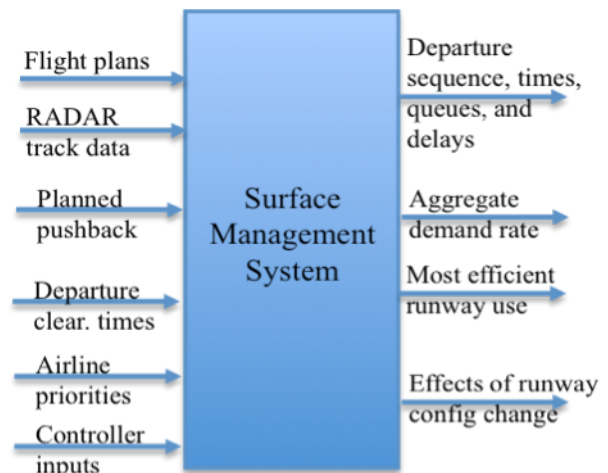 Flight plans
RADAR
track data
Planned
pushback
Departure
clear. times
Airline
priorities
Controller
inputs
Surface
Management
System
Departure
sequence, times,
queues, and
delays
Aggregate
demand rate
Most efficient
runway use
Effects of runway
config change